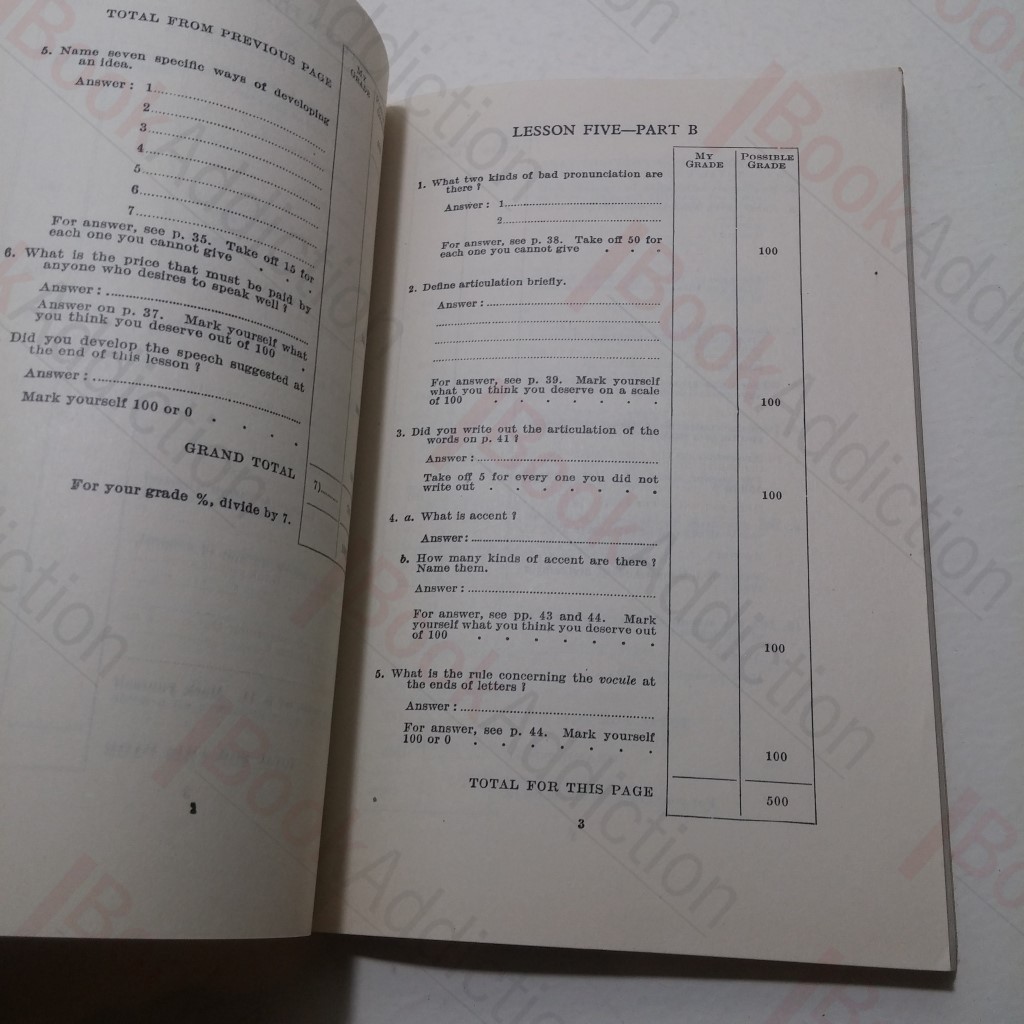 TOTAL FROM PREVIOUS PAGE
MY
GRADE
5. Name seven specific ways of developing
an idea.
Answer : 1
2
3
4
5
6
7
For answer, see p. 35. Take off 15 for
each one you cannot give
6. What is the price that must be paid by
anyone who desires to speak well ?
Answer :
Answer on p. 37. Mark yourself what
you think you deserve out of 100
Did you develop the speech suggested at
the end of this lesson ?
Answer :
Mark yourself 100 or 0
GRAND TOTAL
7)
For your grade %, divide by 7.
2
LESSON FIVE—PART B
MY
GRADE
POSSIBLE
GRADE
1. What two kinds of bad pronunciation are
there ?
Answer : 1
2
For answer, see p. 38. Take off 50 for
each one you cannot give
100
2. Define articulation briefly.
Answer :
For answer, see p. 39. Mark yourself
what you think you deserve on a scale
of 100
100
3. Did you write out the articulation of the
words on p. 41 ?
Answer :
Take off 5 for every one you did not
write out
100
4. a. What is accent ?
Answer :
b. How many kinds of accent are there ?
Name them.
Answer :
For answer, see pp. 43 and 44. Mark
yourself what you think you deserve out
of 100
100
5. What is the rule concerning the vocule at
the ends of letters ?
Answer :
For answer, see p. 44. Mark yourself
100 or 0
100
TOTAL FOR THIS PAGE
500
3
BookAddiction